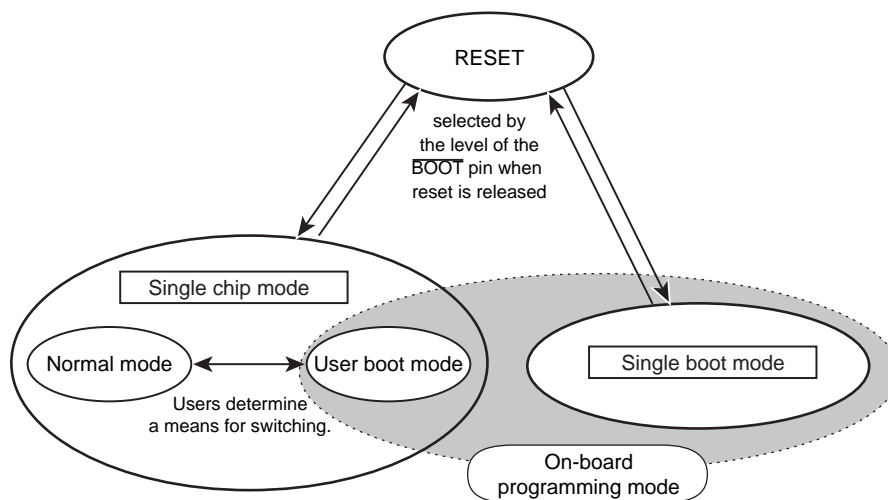 RESET
selected by
the level of the
BOOT pin when
reset is released
Single chip mode
Normal mode
User boot mode
Single boot mode
Users determine
a means for switching.
On-board
programming mode